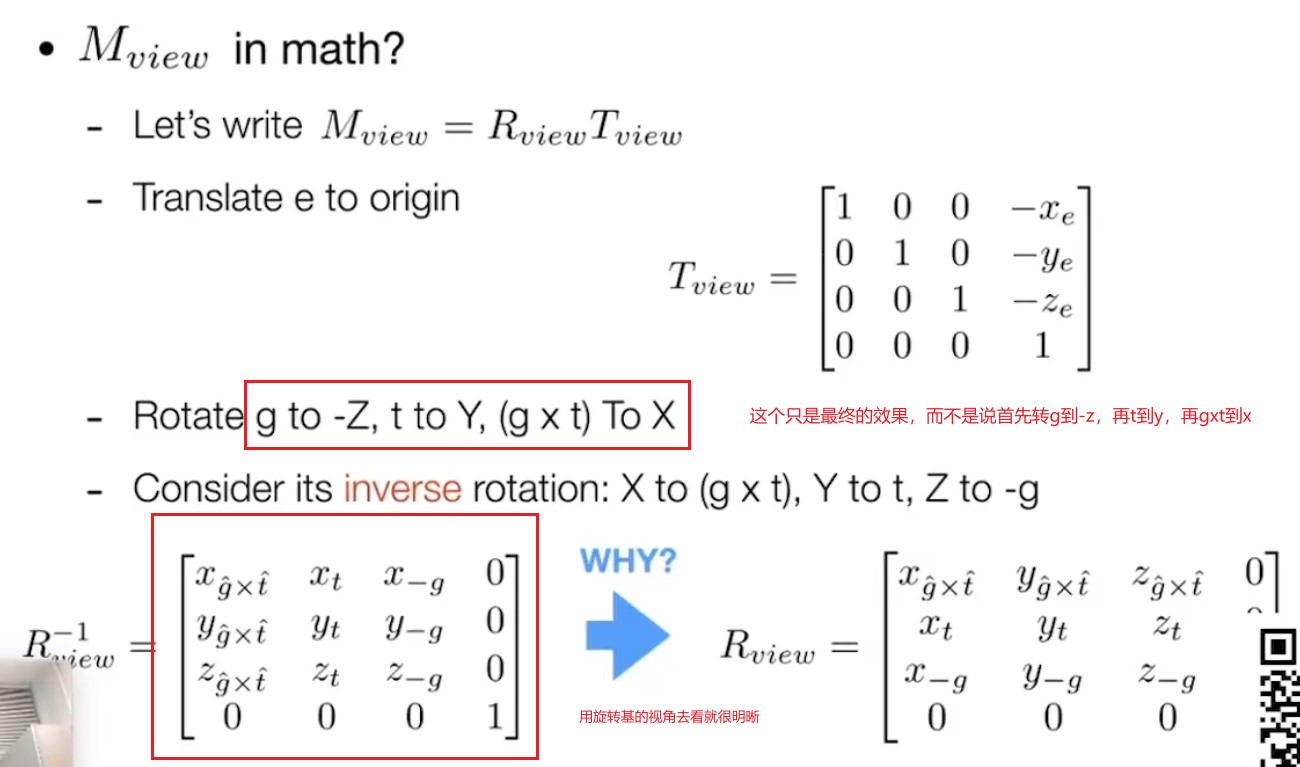 • M_{view} in math?
- Let's write M_{view} = R_{view}T_{view}
- Translate e to origin
T_{view} = \begin{bmatrix} 1 & 0 & 0 & -x_e \\ 0 & 1 & 0 & -y_e \\ 0 & 0 & 1 & -z_e \\ 0 & 0 & 0 & 1 \end{bmatrix}
- Rotate g to -Z, t to Y, (g x t) To X
这个只是最终的效果，而不是说首先转g到-z，再t到y，再gxt到x
- Consider its inverse rotation: X to (g x t), Y to t, Z to -g
R_{view}^{-1} = \begin{bmatrix} x_{\hat{g}\times\hat{t}} & x_t & x_{-g} & 0 \\ y_{\hat{g}\times\hat{t}} & y_t & y_{-g} & 0 \\ z_{\hat{g}\times\hat{t}} & z_t & z_{-g} & 0 \\ 0 & 0 & 0 & 1 \end{bmatrix}
WHY?
用旋转基的视角去看就很明晰
R_{view} = \begin{bmatrix} x_{\hat{g}\times\hat{t}} & y_{\hat{g}\times\hat{t}} & z_{\hat{g}\times\hat{t}} & 0 \\ x_t & y_t & z_t \\ x_{-g} & y_{-g} & z_{-g} \\ 0 & 0 & 0 \end{bmatrix}